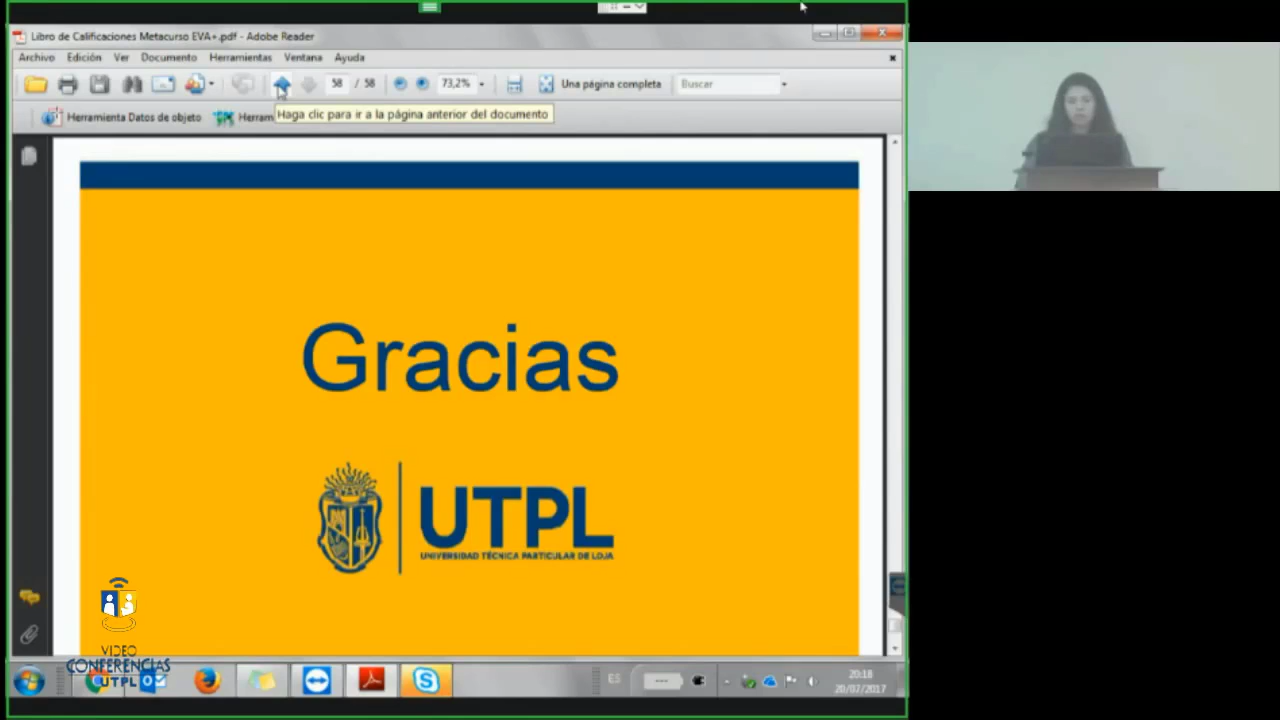 Libro de Calificaciones Metacurso EVA+.pdf - Adobe Reader
Archivo Edición Ver Documento Herramientas Ventana Ayuda
58 / 58 73,2% Una página completa Buscar
Herramienta Datos de objeto Herram
Haga clic para ir a la página anterior del documento
Gracias
UTPL
UNIVERSIDAD TÉCNICA PARTICULAR DE LOJA
VIDEO
CONFERENCIAS
UTPL
ES
20:18
20/07/2017